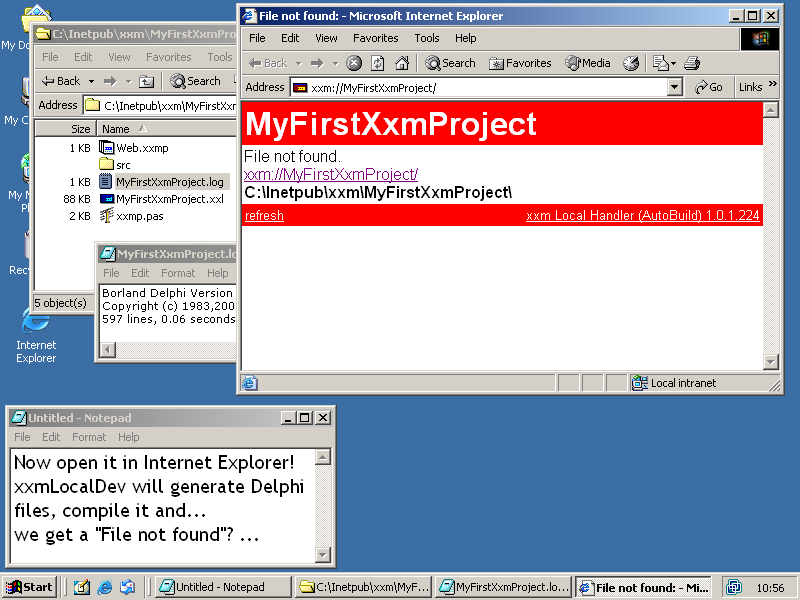 My Do
My C
My N
Pl
Recy
Internet
Explorer
C:\Inetpub\xxm\MyFirstXxmPro
File Edit View Favorites Tools
Back Search
Address C:\Inetpub\xxm\MyFirstXxm
Size Name
1 KB Web.xxmp
src
1 KB MyFirstXxmProject.log
88 KB MyFirstXxmProject.xxl
2 KB xxmp.pas
5 object(s)
MyFirstXxmProject.lo
File Edit Format Help
Borland Delphi Version
Copyright (c) 1983,200
597 lines, 0.06 seconds
File not found: - Microsoft Internet Explorer
File Edit View Favorites Tools Help
Back Search Favorites Media
Address xxm://MyFirstXxmProject/ Go Links »
MyFirstXxmProject
File not found.
xxm://MyFirstXxmProject/
C:\Inetpub\xxm\MyFirstXxmProject\
refresh xxm Local Handler (AutoBuild) 1.0.1.224
Local intranet
Untitled - Notepad
File Edit Format Help
Now open it in Internet Explorer!
xxmLocalDev will generate Delphi
files, compile it and...
we get a "File not found"? ...
Start Untitled - Notepad C:\Inetpub\xxm\MyF... MyFirstXxmProject.lo... File not found: - Mi... 10:56